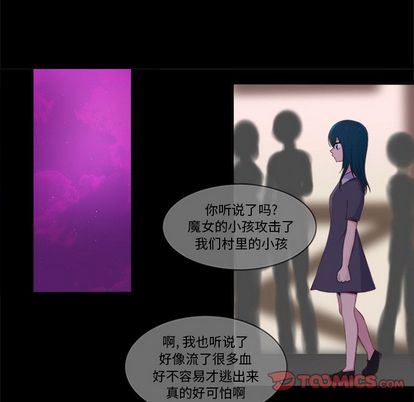 你听说了吗?
魔女的小孩攻击了
我们村里的小孩
啊, 我也听说了
好像流了很多血
好不容易才逃出来
真的好可怕啊
TOOMICS.COM